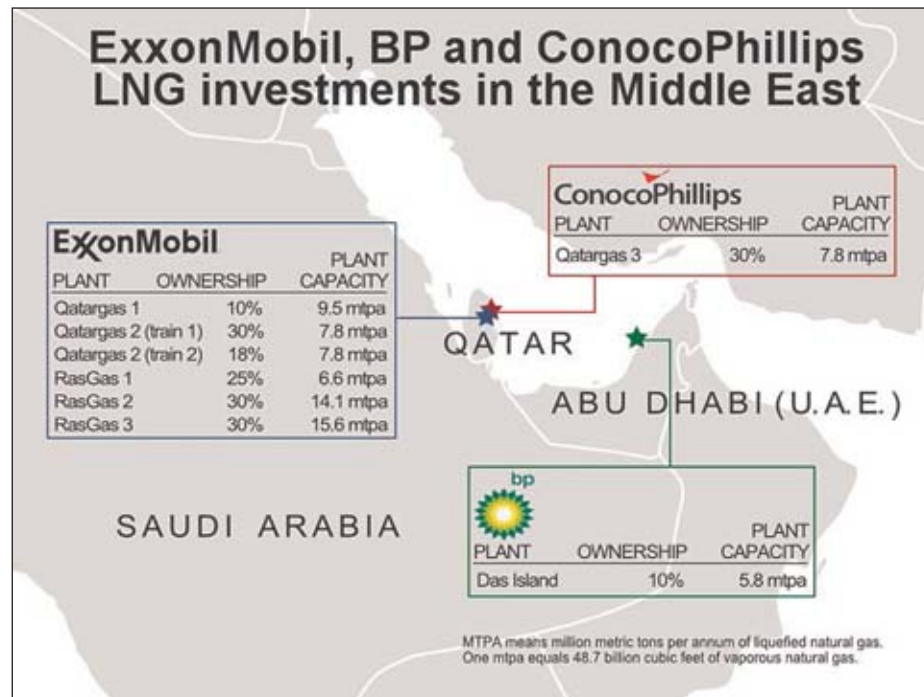 ExxonMobil, BP and ConocoPhillips
LNG investments in the Middle East
ConocoPhillips
PLANT OWNERSHIP PLANT CAPACITY
Qatargas 3 30% 7.8 mtpa
ExxonMobil
PLANT OWNERSHIP PLANT CAPACITY
Qatargas 1 10% 9.5 mtpa
Qatargas 2 (train 1) 30% 7.8 mtpa
Qatargas 2 (train 2) 18% 7.8 mtpa
RasGas 1 25% 6.6 mtpa
RasGas 2 30% 14.1 mtpa
RasGas 3 30% 15.6 mtpa
QATAR
ABU DHABI (U.A.E.)
SAUDI ARABIA
bp
PLANT OWNERSHIP PLANT CAPACITY
Das Island 10% 5.8 mtpa
MTPA means million metric tons per annum of liquefied natural gas.
One mtpa equals 48.7 billion cubic feet of vaporous natural gas.